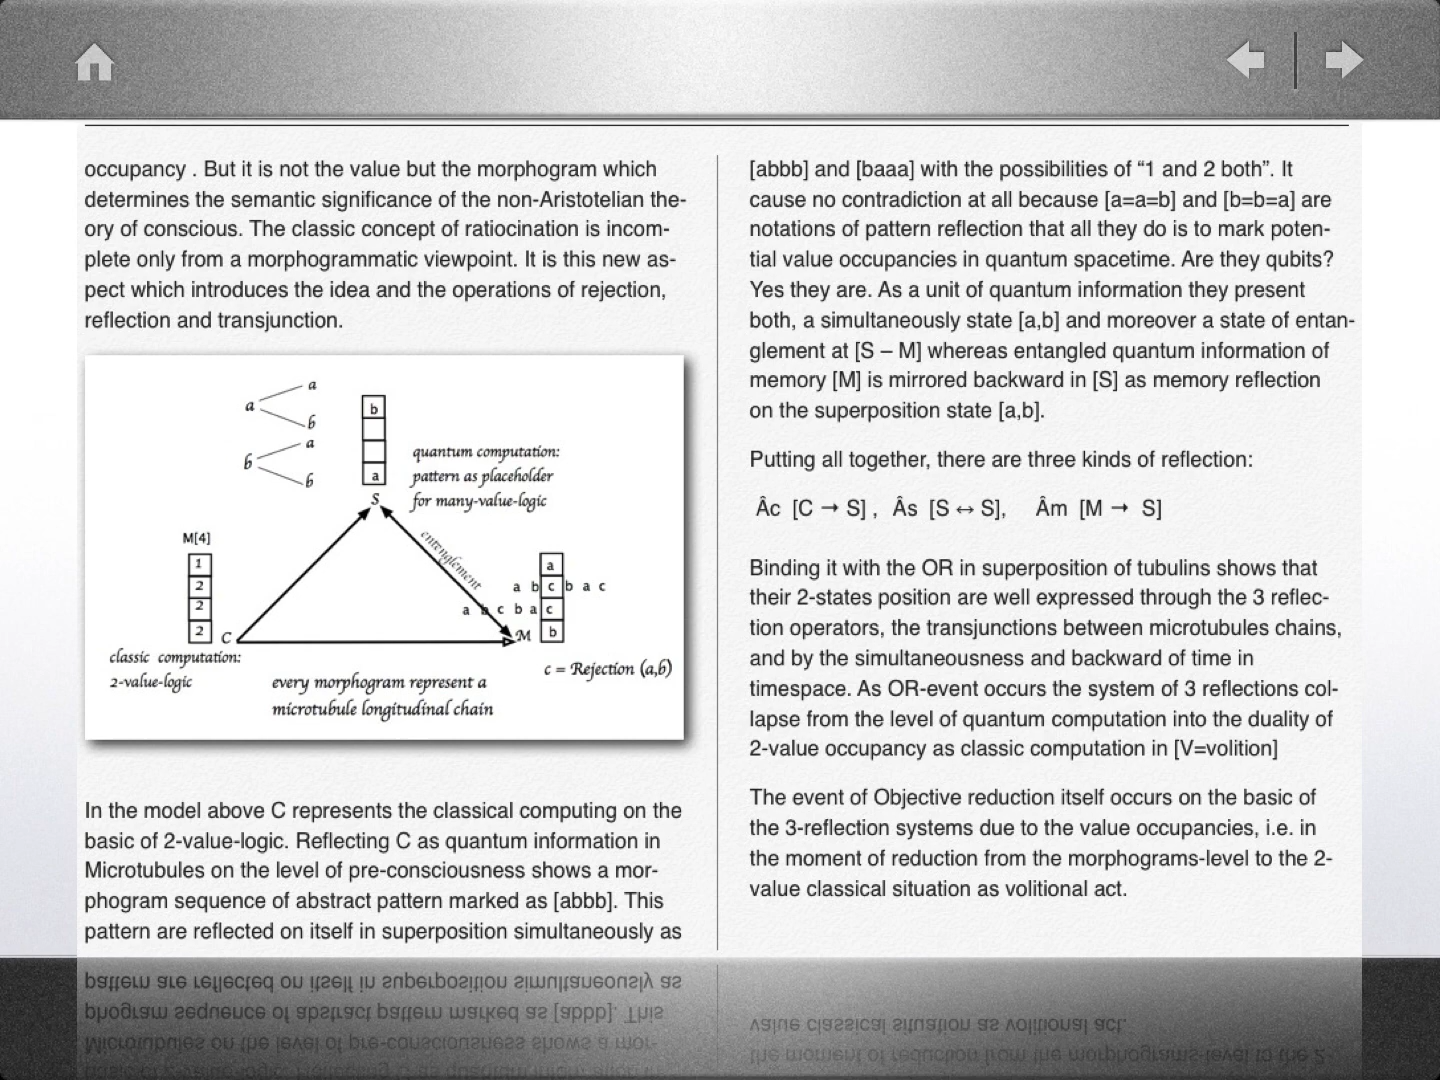 occupancy . But it is not the value but the morphogram which
determines the semantic significance of the non-Aristotelian the-
ory of conscious. The classic concept of ratiocination is incom-
plete only from a morphogrammatic viewpoint. It is this new as-
pect which introduces the idea and the operations of rejection,
reflection and transjunction.
a
a
b
a
b
b
b
a
S
quantum computation:
pattern as placeholder
for many-value-logic
entenglement
M[4]
1
2
2
2
C
a
a b c b a c
a b c b a c
M b
classic computation:
2-value-logic
c = Rejection (a,b)
every morphogram represent a
microtubule longitudinal chain
In the model above C represents the classical computing on the
basic of 2-value-logic. Reflecting C as quantum information in
Microtubules on the level of pre-consciousness shows a mor-
phogram sequence of abstract pattern marked as [abbb]. This
pattern are reflected on itself in superposition simultaneously as
[abbb] and [baaa] with the possibilities of “1 and 2 both”. It
cause no contradiction at all because [a=a=b] and [b=b=a] are
notations of pattern reflection that all they do is to mark poten-
tial value occupancies in quantum spacetime. Are they qubits?
Yes they are. As a unit of quantum information they present
both, a simultaneously state [a,b] and moreover a state of entan-
glement at [S – M] whereas entangled quantum information of
memory [M] is mirrored backward in [S] as memory reflection
on the superposition state [a,b].
Putting all together, there are three kinds of reflection:
Âc [C → S] , Âs [S ↔ S], Âm [M → S]
Binding it with the OR in superposition of tubulins shows that
their 2-states position are well expressed through the 3 reflec-
tion operators, the transjunctions between microtubules chains,
and by the simultaneousness and backward of time in
timespace. As OR-event occurs the system of 3 reflections col-
lapse from the level of quantum computation into the duality of
2-value occupancy as classic computation in [V=volition]
The event of Objective reduction itself occurs on the basic of
the 3-reflection systems due to the value occupancies, i.e. in
the moment of reduction from the morphograms-level to the 2-
value classical situation as volitional act.